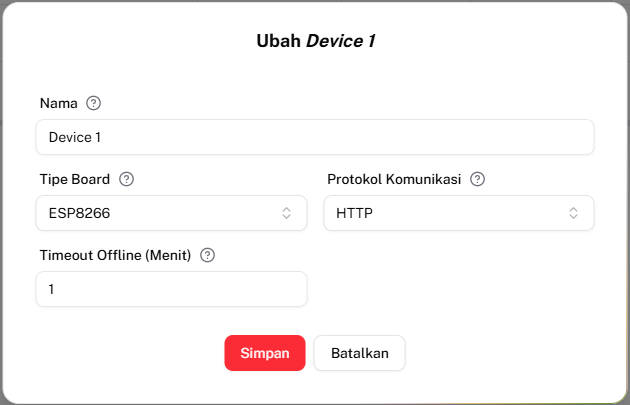 Ubah Device 1
Nama
Device 1
Tipe Board
Protokol Komunikasi
ESP8266
HTTP
Timeout Offline (Menit)
1
Simpan
Batalkan